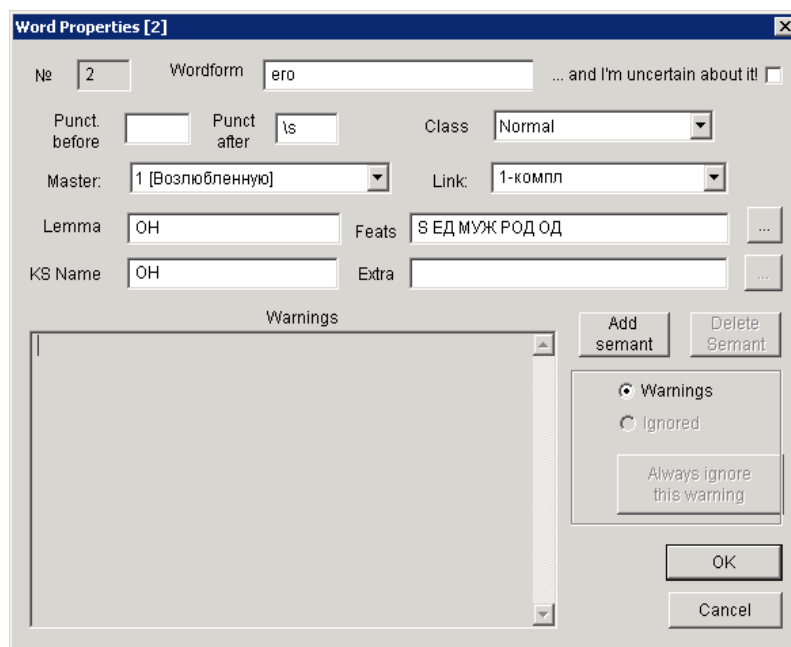 Word Properties [2]
№ 2 Wordform его ... and I'm uncertain about it!
Punct. before Punct after \s Class Normal
Master: 1 [Возлюбленную] Link: 1-компл
Lemma ОН Feats S ЕД МУЖ РОД ОД ...
KS Name ОН Extra ...
Warnings
Add semant Delete Semant
Warnings
Ignored
Always ignore this warning
OK
Cancel